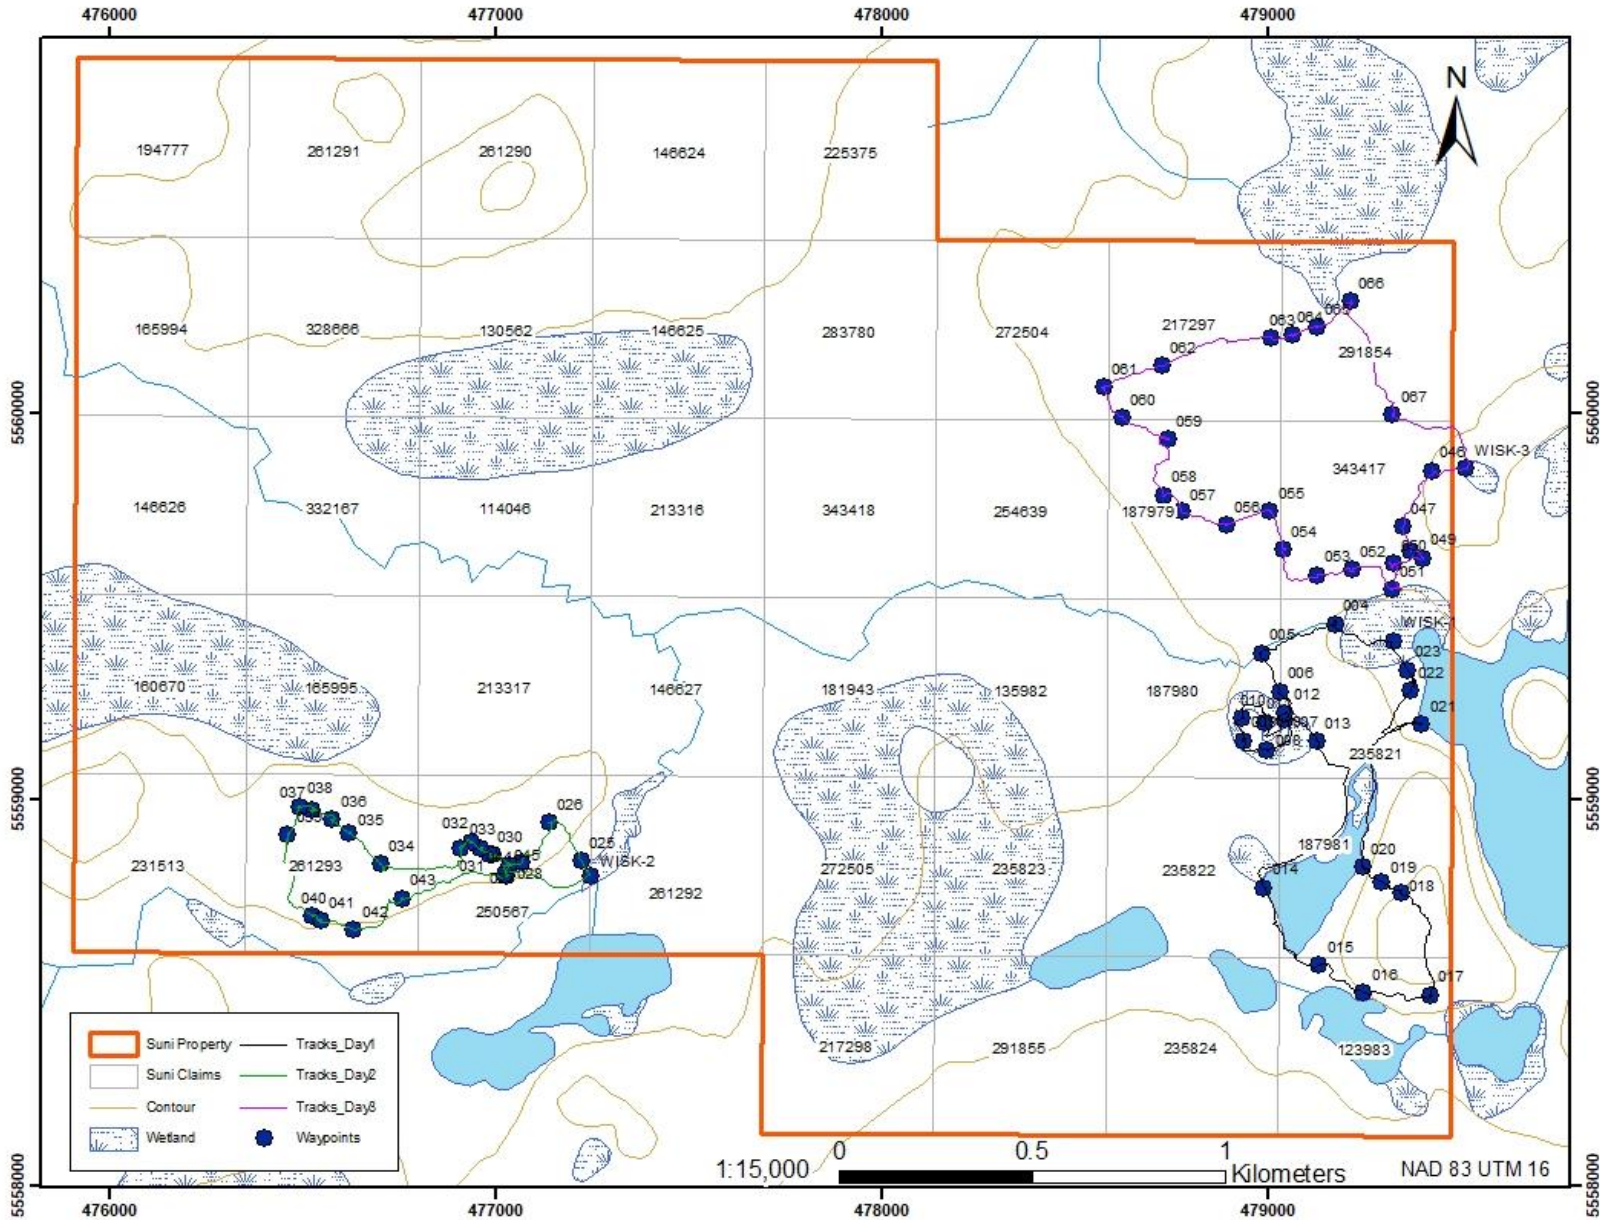 476000 477000 478000 479000
N
194777 261291 261290 146624 225375
066
165994 328666 130562 146625 283780 272504 217297 063 064
291854
062
061
060
067
059
5560000 5560000
046 WISK-3
343417
058
057
055
056
047
146626 332167 114046 213316 343418 254639 187979
054
049
053 052
051
004
005 WISK-1
023
022
006
012
160670 165995 213317 146627 181943 135982 187980
010
021
013
008
235821
5559000 5559000
037 038
036
035
026
032 033
030
025
WISK-2
034
031
028
231513 261293 043 250567 261292 272505 235823 235822 187981
020
019
018
014
040 041
042
015
016 017
217298 291855 235824 123983
Suni Property Tracks_Day1
Suni Claims Tracks_Day2
Contour Tracks_Day3
Wetland Waypoints
0 0.5 1
1:15,000 Kilometers
NAD 83 UTM 16
5558000 5558000
476000 477000 478000 479000